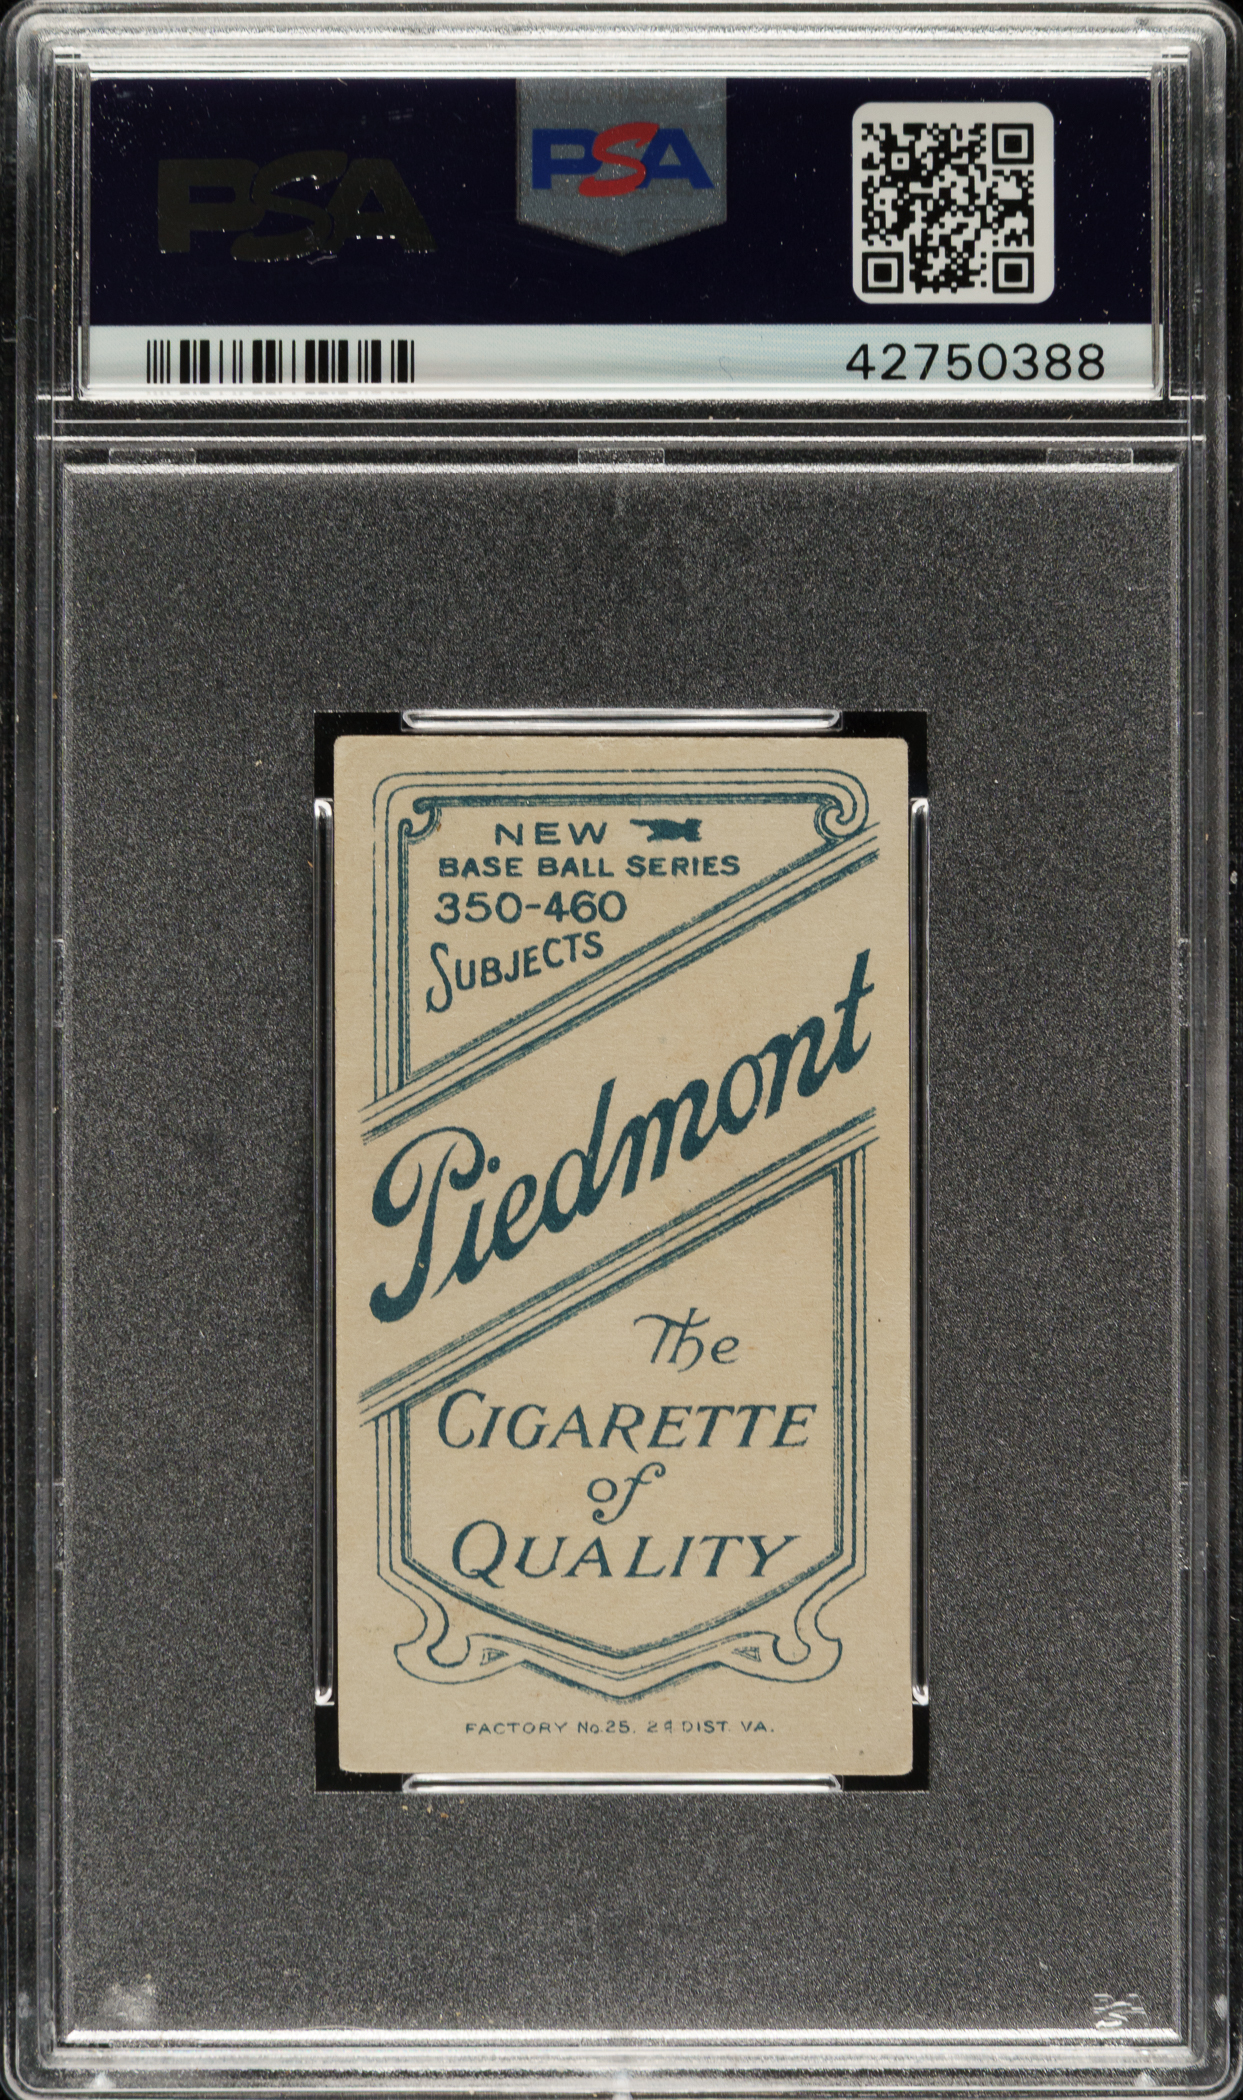 PSA
PSA
42750388
NEW
BASE BALL SERIES
350-460
SUBJECTS
Piedmont
The
CIGARETTE
of
QUALITY
FACTORY No.25. 2d DIST. VA.